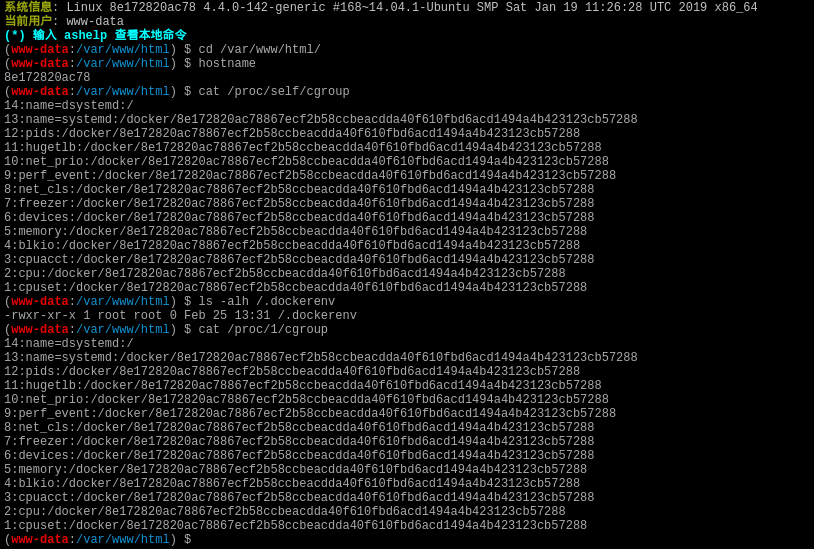 系统信息: Linux 8e172820ac78 4.4.0-142-generic #168~14.04.1-Ubuntu SMP Sat Jan 19 11:26:28 UTC 2019 x86_64
当前用户: www-data
(*) 输入 ashelp 查看本地命令
(www-data:/var/www/html) $ cd /var/www/html/
(www-data:/var/www/html) $ hostname
8e172820ac78
(www-data:/var/www/html) $ cat /proc/self/cgroup
14:name=dsystemd:/
13:name=systemd:/docker/8e172820ac78867ecf2b58ccbeacdda40f610fbd6acd1494a4b423123cb57288
12:pids:/docker/8e172820ac78867ecf2b58ccbeacdda40f610fbd6acd1494a4b423123cb57288
11:hugetlb:/docker/8e172820ac78867ecf2b58ccbeacdda40f610fbd6acd1494a4b423123cb57288
10:net_prio:/docker/8e172820ac78867ecf2b58ccbeacdda40f610fbd6acd1494a4b423123cb57288
9:perf_event:/docker/8e172820ac78867ecf2b58ccbeacdda40f610fbd6acd1494a4b423123cb57288
8:net_cls:/docker/8e172820ac78867ecf2b58ccbeacdda40f610fbd6acd1494a4b423123cb57288
7:freezer:/docker/8e172820ac78867ecf2b58ccbeacdda40f610fbd6acd1494a4b423123cb57288
6:devices:/docker/8e172820ac78867ecf2b58ccbeacdda40f610fbd6acd1494a4b423123cb57288
5:memory:/docker/8e172820ac78867ecf2b58ccbeacdda40f610fbd6acd1494a4b423123cb57288
4:blkio:/docker/8e172820ac78867ecf2b58ccbeacdda40f610fbd6acd1494a4b423123cb57288
3:cpuacct:/docker/8e172820ac78867ecf2b58ccbeacdda40f610fbd6acd1494a4b423123cb57288
2:cpu:/docker/8e172820ac78867ecf2b58ccbeacdda40f610fbd6acd1494a4b423123cb57288
1:cpuset:/docker/8e172820ac78867ecf2b58ccbeacdda40f610fbd6acd1494a4b423123cb57288
(www-data:/var/www/html) $ ls -alh /.dockerenv
-rwxr-xr-x 1 root root 0 Feb 25 13:31 /.dockerenv
(www-data:/var/www/html) $ cat /proc/1/cgroup
14:name=dsystemd:/
13:name=systemd:/docker/8e172820ac78867ecf2b58ccbeacdda40f610fbd6acd1494a4b423123cb57288
12:pids:/docker/8e172820ac78867ecf2b58ccbeacdda40f610fbd6acd1494a4b423123cb57288
11:hugetlb:/docker/8e172820ac78867ecf2b58ccbeacdda40f610fbd6acd1494a4b423123cb57288
10:net_prio:/docker/8e172820ac78867ecf2b58ccbeacdda40f610fbd6acd1494a4b423123cb57288
9:perf_event:/docker/8e172820ac78867ecf2b58ccbeacdda40f610fbd6acd1494a4b423123cb57288
8:net_cls:/docker/8e172820ac78867ecf2b58ccbeacdda40f610fbd6acd1494a4b423123cb57288
7:freezer:/docker/8e172820ac78867ecf2b58ccbeacdda40f610fbd6acd1494a4b423123cb57288
6:devices:/docker/8e172820ac78867ecf2b58ccbeacdda40f610fbd6acd1494a4b423123cb57288
5:memory:/docker/8e172820ac78867ecf2b58ccbeacdda40f610fbd6acd1494a4b423123cb57288
4:blkio:/docker/8e172820ac78867ecf2b58ccbeacdda40f610fbd6acd1494a4b423123cb57288
3:cpuacct:/docker/8e172820ac78867ecf2b58ccbeacdda40f610fbd6acd1494a4b423123cb57288
2:cpu:/docker/8e172820ac78867ecf2b58ccbeacdda40f610fbd6acd1494a4b423123cb57288
1:cpuset:/docker/8e172820ac78867ecf2b58ccbeacdda40f610fbd6acd1494a4b423123cb57288
(www-data:/var/www/html) $